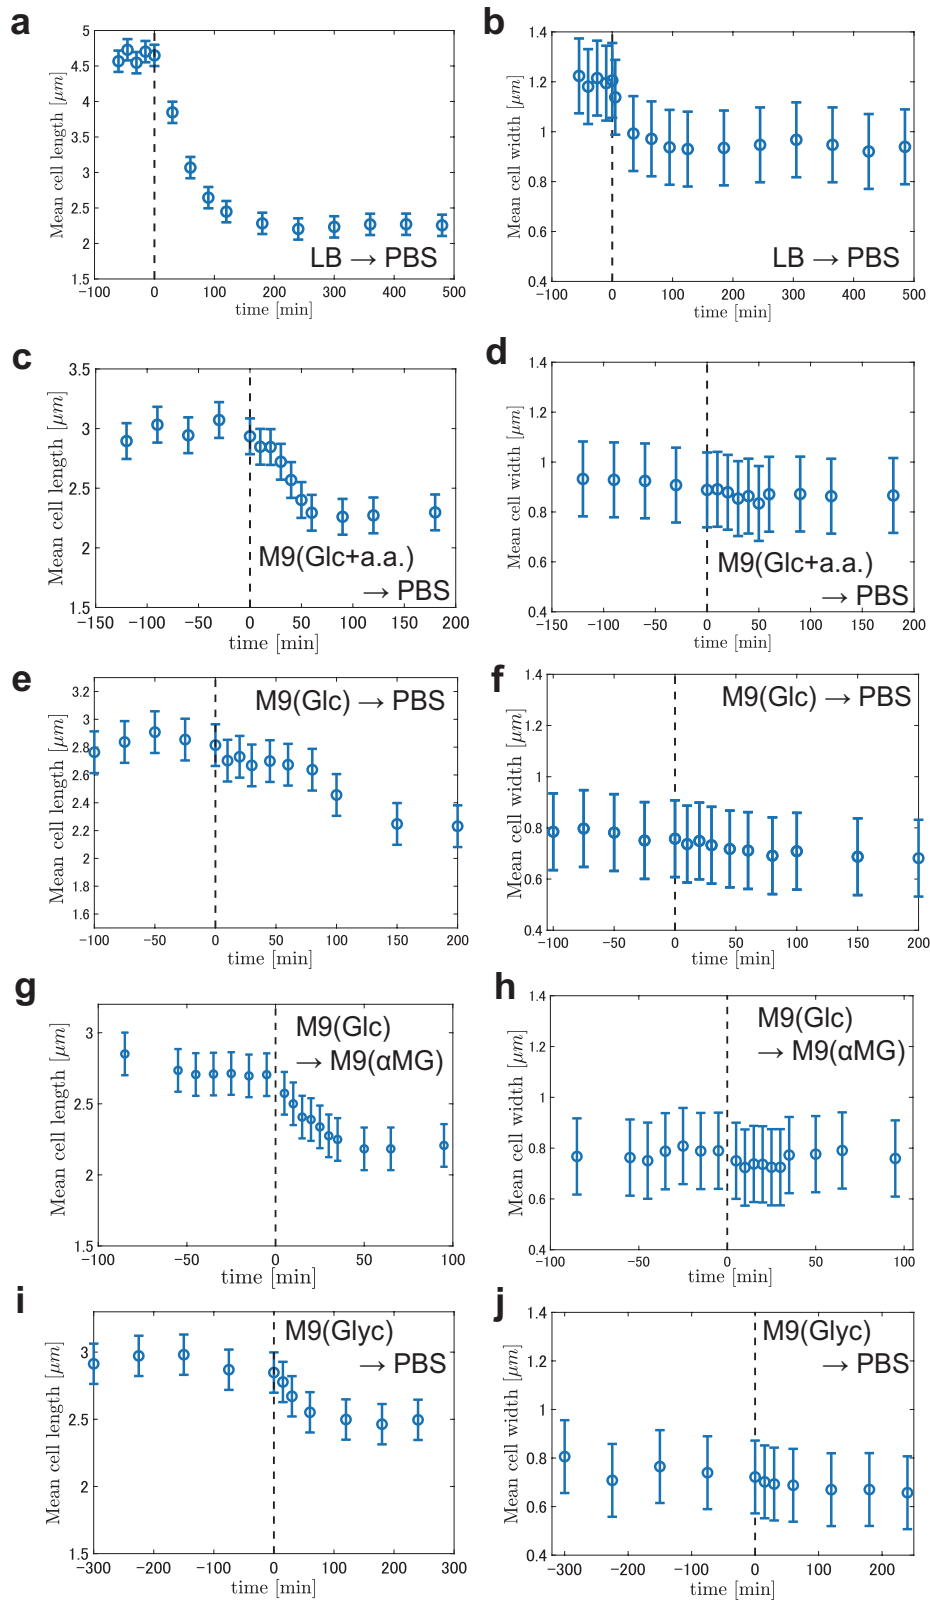 a
Mean cell length [μm]
5
4.5
4
3.5
3
2.5
2
1.5
LB → PBS
-100 0 100 200 300 400 500
time [min]
b
Mean cell width [μm]
1.4
1.2
1
0.8
0.6
0.4
LB → PBS
-100 0 100 200 300 400 500
time [min]
c
Mean cell length [μm]
3.5
3
2.5
2
1.5
M9(Glc+a.a.)
→ PBS
-150 -100 -50 0 50 100 150 200
time [min]
d
Mean cell width [μm]
1.4
1.2
1
0.8
0.6
0.4
M9(Glc+a.a.)
→ PBS
-150 -100 -50 0 50 100 150 200
time [min]
e
Mean cell length [μm]
M9(Glc) → PBS
3.2
3
2.8
2.6
2.4
2.2
2
1.8
1.6
-100 -50 0 50 100 150 200
time [min]
f
Mean cell width [μm]
M9(Glc) → PBS
1.4
1.2
1
0.8
0.6
0.4
-100 -50 0 50 100 150 200
time [min]
g
Mean cell length [μm]
M9(Glc)
→ M9(αMG)
3
2.5
2
1.5
-100 -50 0 50 100
time [min]
h
Mean cell width [μm]
M9(Glc)
→ M9(αMG)
1.4
1.2
1
0.8
0.6
0.4
-100 -50 0 50 100
time [min]
i
Mean cell length [μm]
M9(Glyc)
→ PBS
3
2.5
2
1.5
-300 -200 -100 0 100 200 300
time [min]
j
Mean cell width [μm]
M9(Glyc)
→ PBS
1.4
1.2
1
0.8
0.6
0.4
-300 -200 -100 0 100 200
time [min]